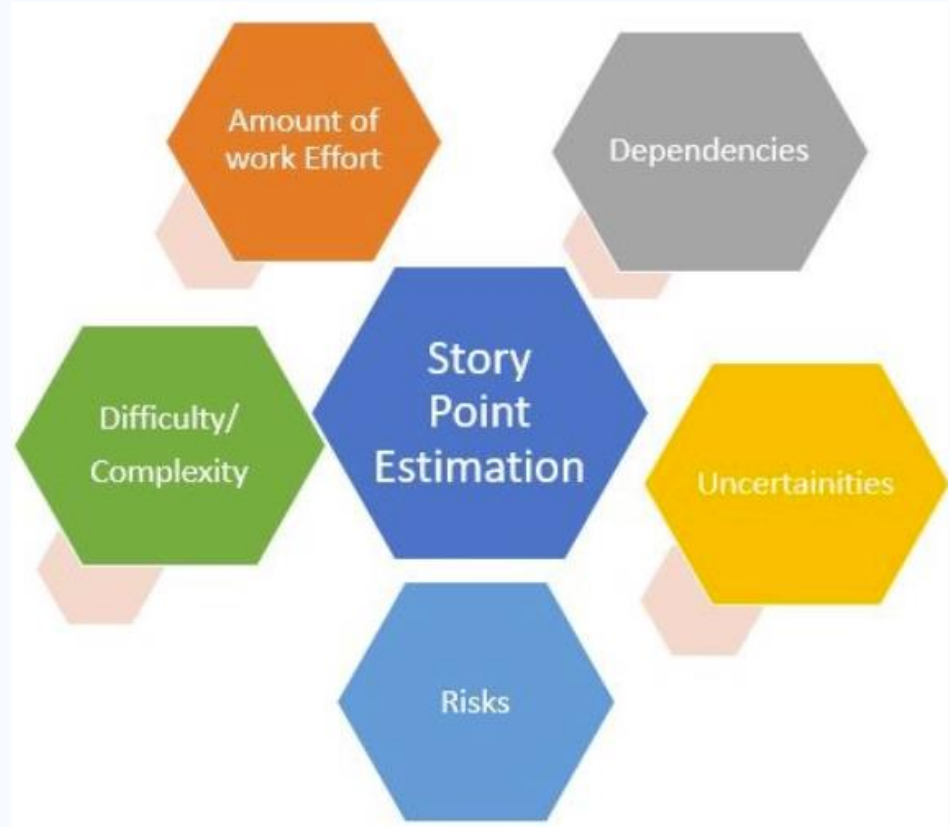 Amount of
work Effort
Dependencies
Story
Point
Estimation
Difficulty/
Complexity
Uncertainities
Risks